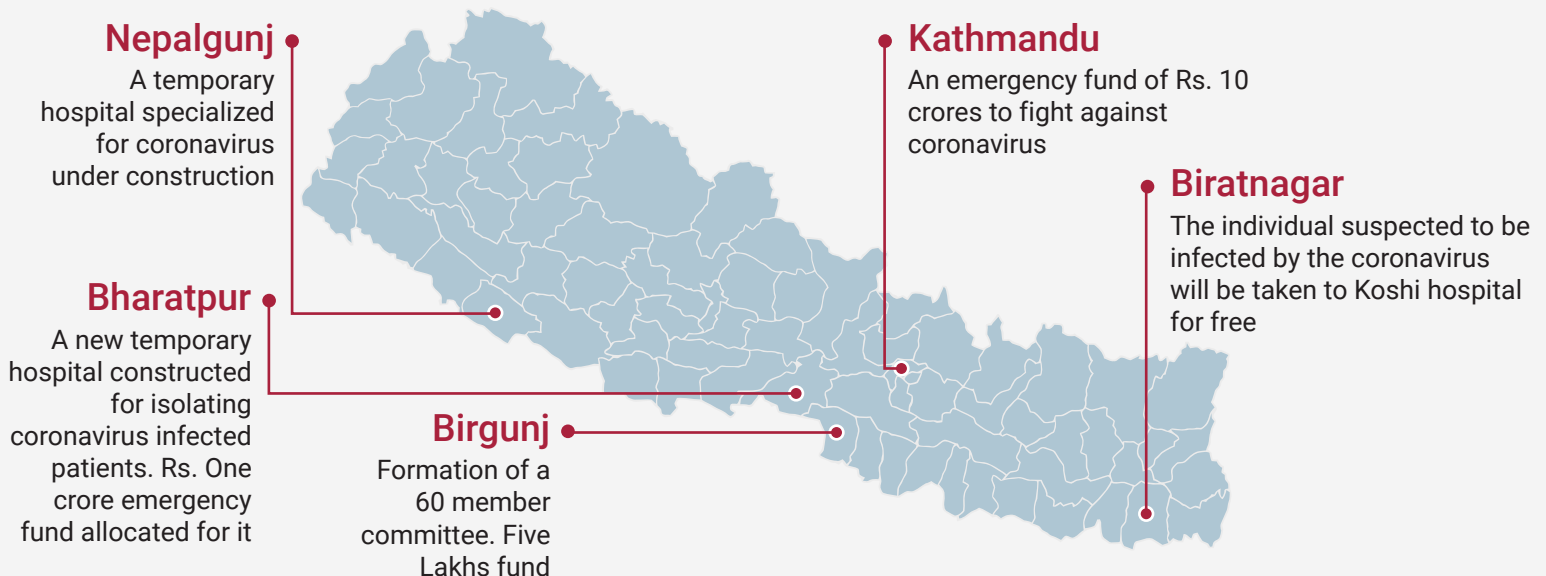 Nepalgunj
A temporary
hospital specialized
for coronavirus
under construction
Kathmandu
An emergency fund of Rs. 10
crores to fight against
coronavirus
Biratnagar
The individual suspected to be
infected by the coronavirus
will be taken to Koshi hospital
for free
Bharatpur
A new temporary
hospital constructed
for isolating
coronavirus infected
patients. Rs. One
crore emergency
fund allocated for it
Birgunj
Formation of a
60 member
committee. Five
Lakhs fund